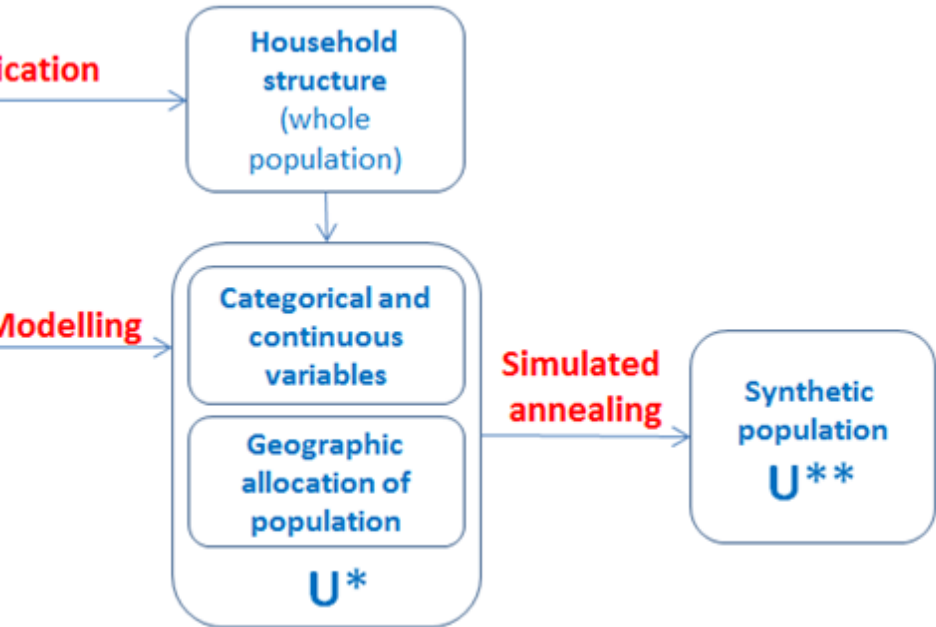 ication
Household
structure
(whole
population)
Modelling
Categorical and
continuous
variables
Geographic
allocation of
population
U*
Simulated
annealing
Synthetic
population
U**